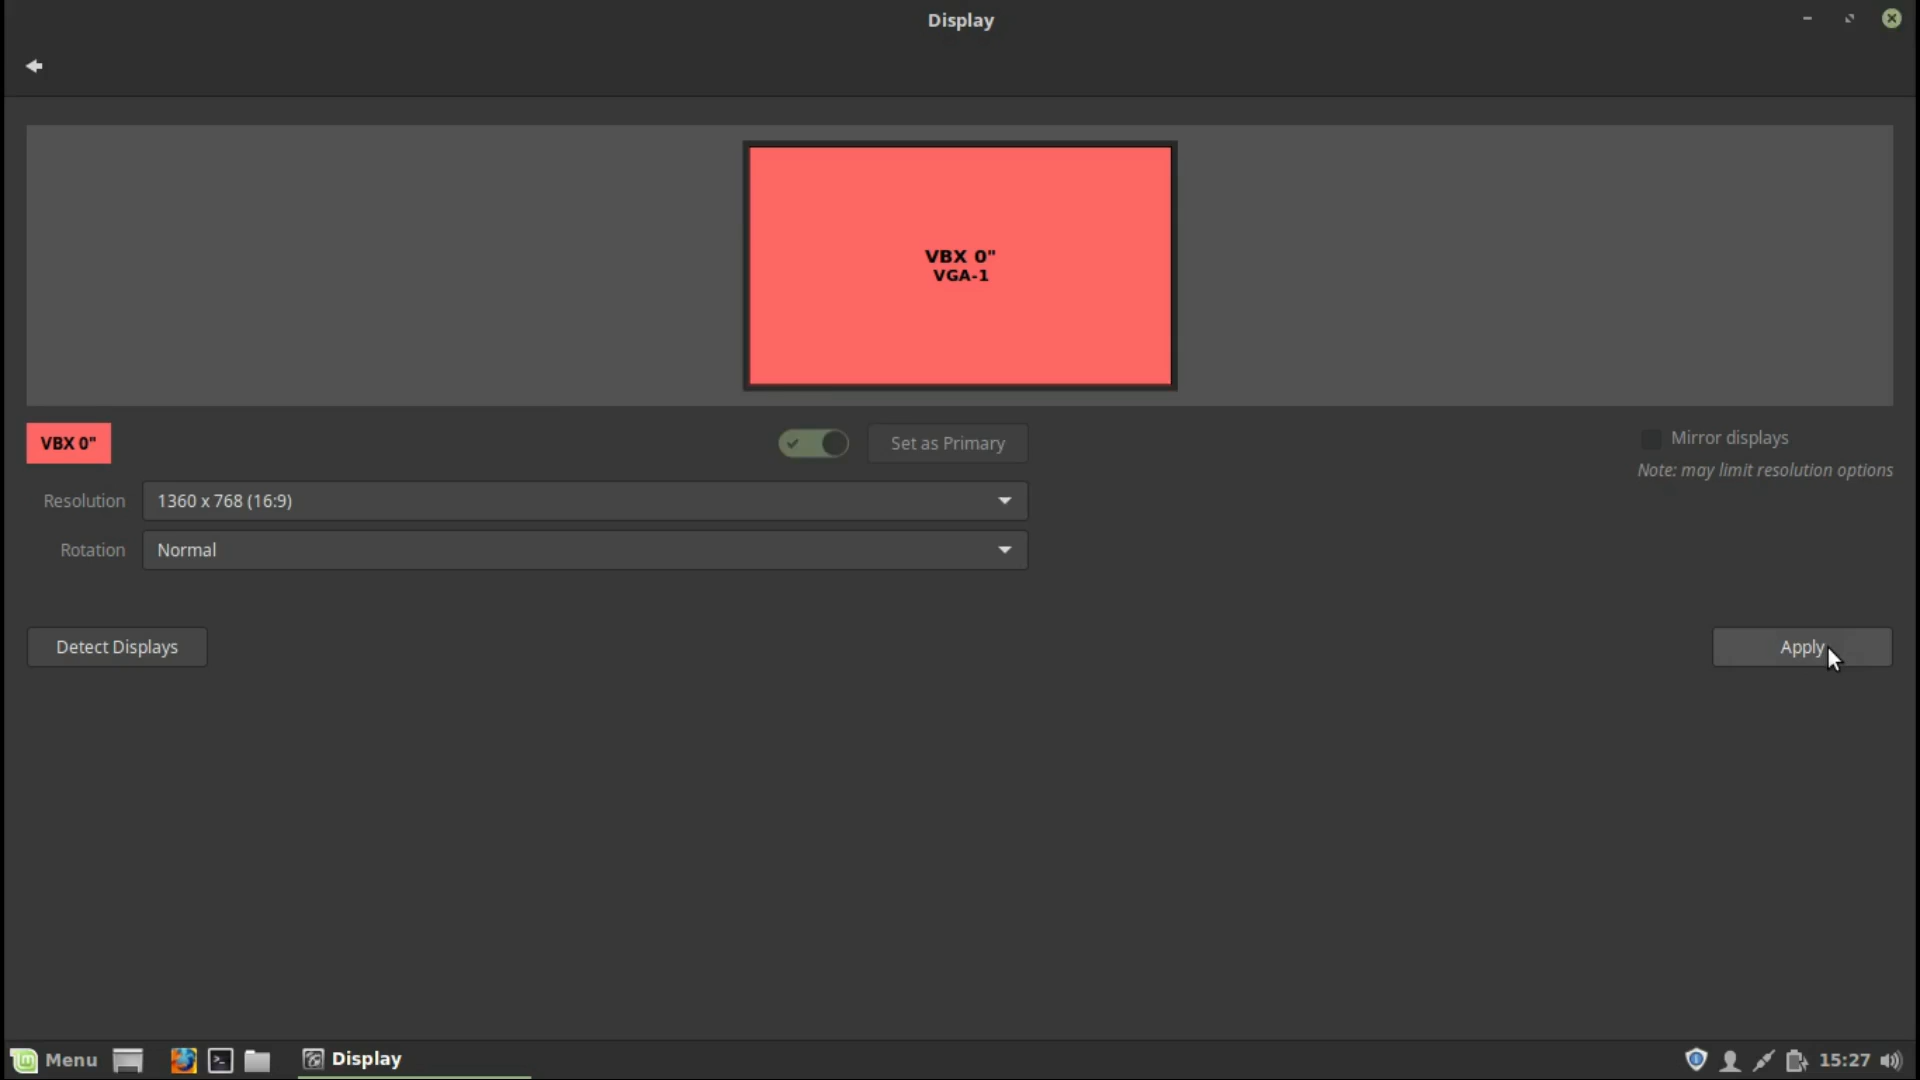 Display
VBX 0"
VGA-1
VBX 0"
Set as Primary
Mirror displays
Note: may limit resolution options
Resolution
1360 x 768 (16:9)
Rotation
Normal
Detect Displays
Apply
Menu
Display
15:27